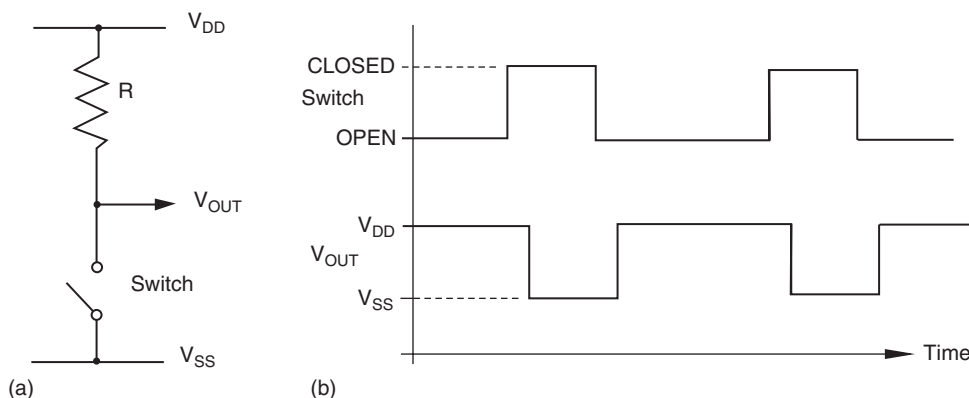 V_DD
R
V_OUT
Switch
V_SS
(a)
CLOSED
Switch
OPEN
V_DD
V_OUT
V_SS
Time
(b)